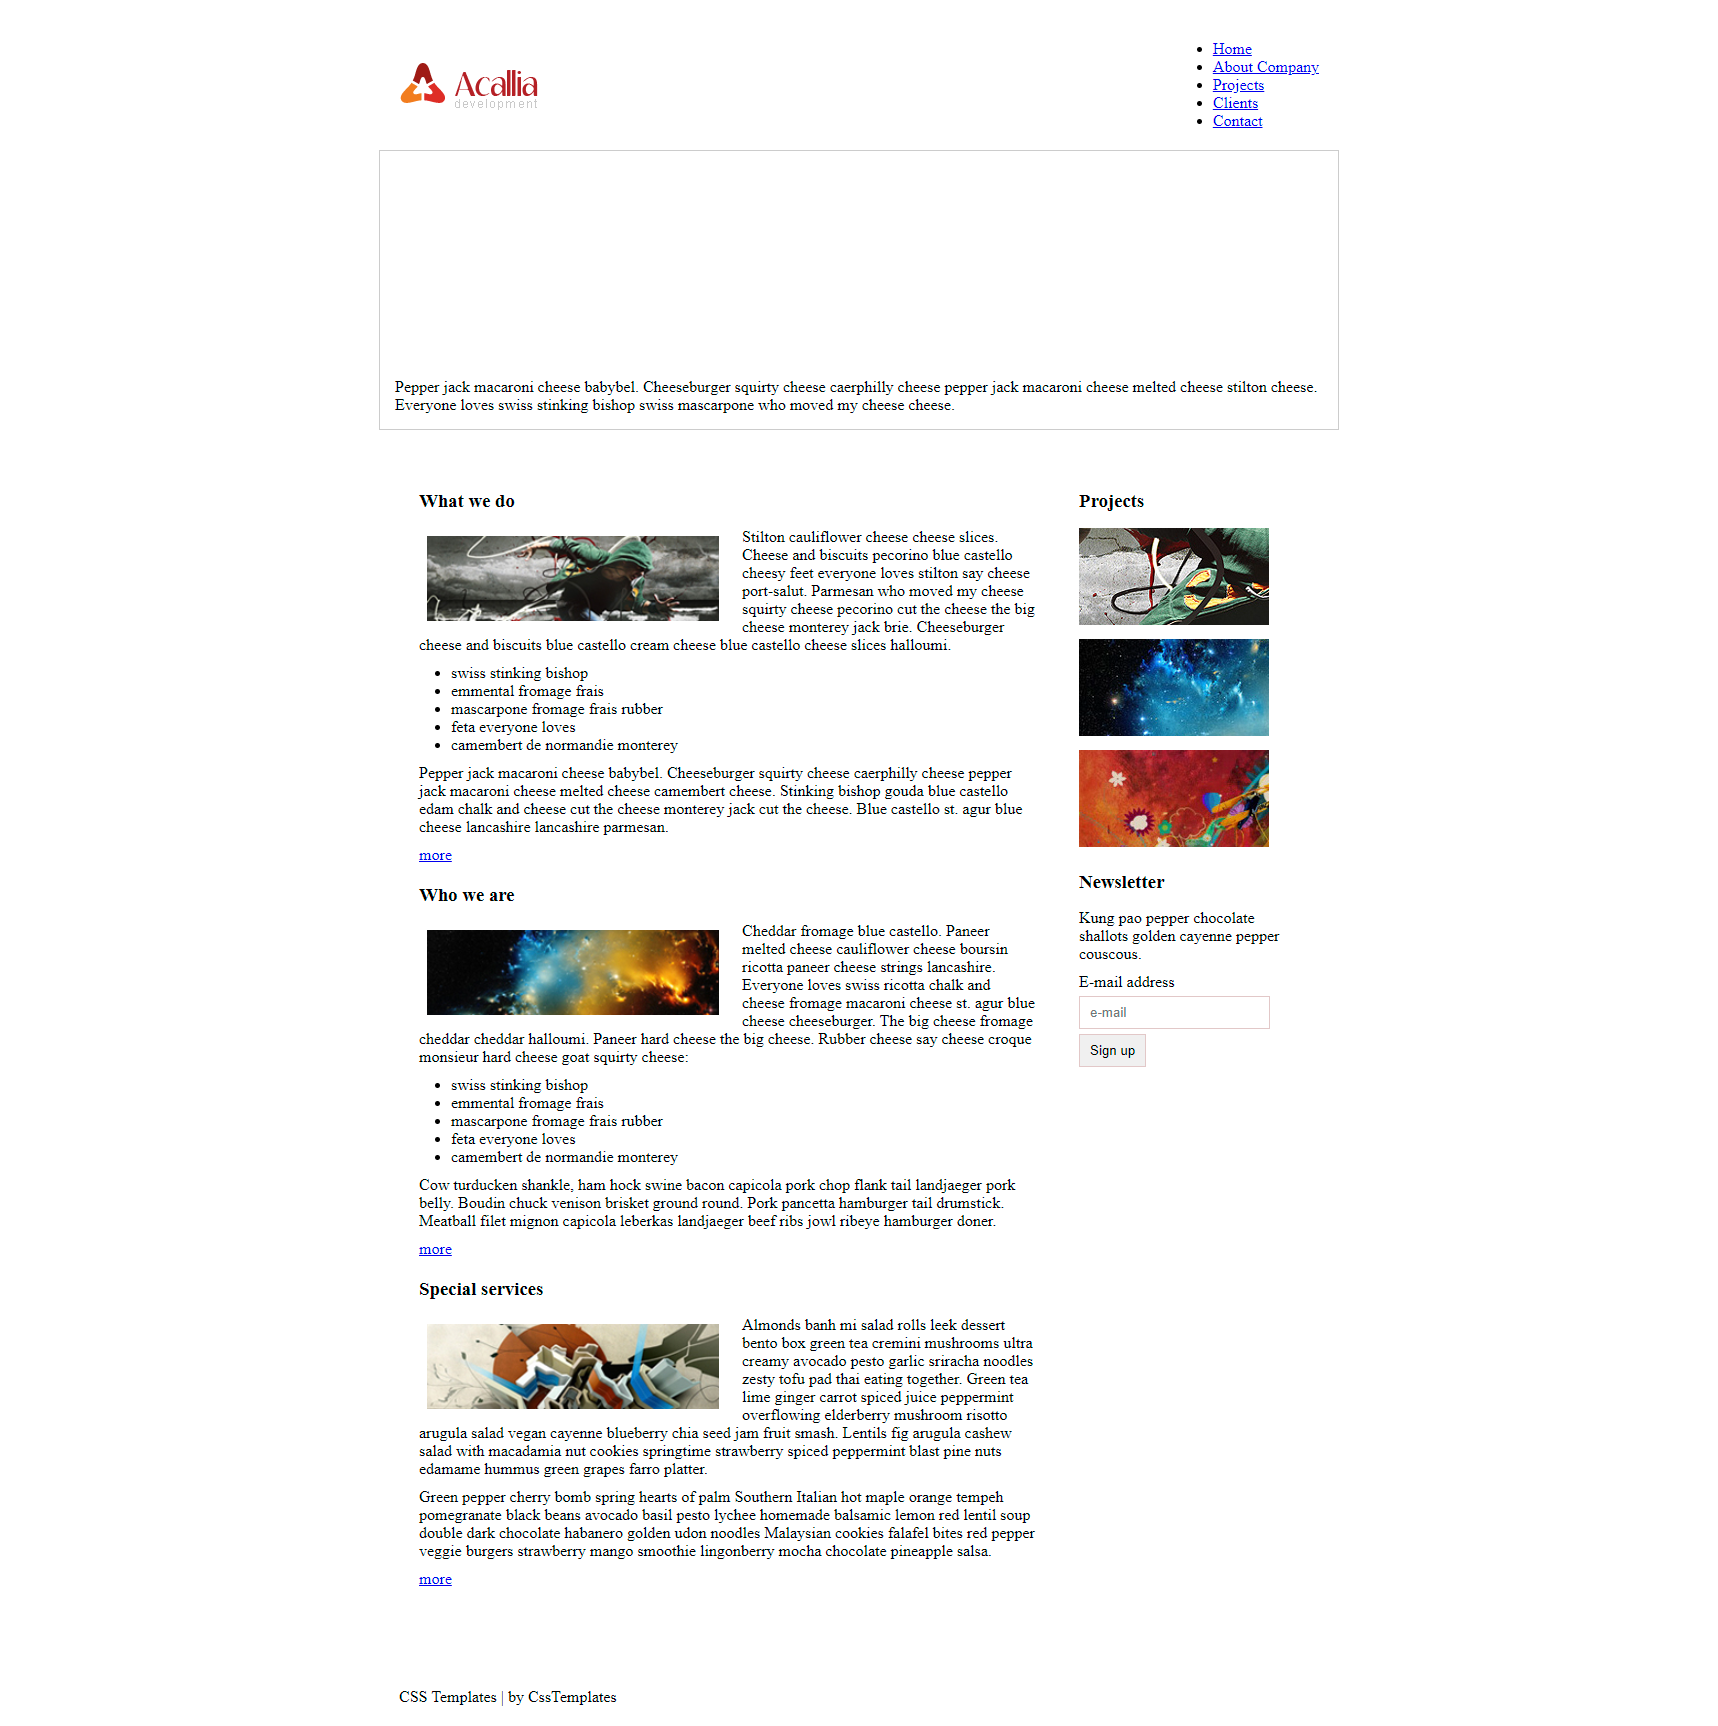 Acallia
development
Home
About Company
Projects
Clients
Contact
Pepper jack macaroni cheese babybel. Cheeseburger squirty cheese caerphilly cheese pepper jack macaroni cheese melted cheese stilton cheese.
Everyone loves swiss stinking bishop swiss mascarpone who moved my cheese cheese.
What we do
Stilton cauliflower cheese cheese slices.
Cheese and biscuits pecorino blue castello
cheesy feet everyone loves stilton say cheese
port-salut. Parmesan who moved my cheese
squirty cheese pecorino cut the cheese the big
cheese monterey jack brie. Cheeseburger
cheese and biscuits blue castello cream cheese blue castello cheese slices halloumi.
swiss stinking bishop
emmental fromage frais
mascarpone fromage frais rubber
feta everyone loves
camembert de normandie monterey
Pepper jack macaroni cheese babybel. Cheeseburger squirty cheese caerphilly cheese pepper
jack macaroni cheese melted cheese camembert cheese. Stinking bishop gouda blue castello
edam chalk and cheese cut the cheese monterey jack cut the cheese. Blue castello st. agur blue
cheese lancashire lancashire parmesan.
more
Who we are
Cheddar fromage blue castello. Paneer
melted cheese cauliflower cheese boursin
ricotta paneer cheese strings lancashire.
Everyone loves swiss ricotta chalk and
cheese fromage macaroni cheese st. agur blue
cheese cheeseburger. The big cheese fromage
cheddar cheddar halloumi. Paneer hard cheese the big cheese. Rubber cheese say cheese croque
monsieur hard cheese goat squirty cheese:
swiss stinking bishop
emmental fromage frais
mascarpone fromage frais rubber
feta everyone loves
camembert de normandie monterey
Cow turducken shankle, ham hock swine bacon capicola pork chop flank tail landjaeger pork
belly. Boudin chuck venison brisket ground round. Pork pancetta hamburger tail drumstick.
Meatball filet mignon capicola leberkas landjaeger beef ribs jowl ribeye hamburger doner.
more
Special services
Almonds banh mi salad rolls leek dessert
bento box green tea cremini mushrooms ultra
creamy avocado pesto garlic sriracha noodles
zesty tofu pad thai eating together. Green tea
lime ginger carrot spiced juice peppermint
overflowing elderberry mushroom risotto
arugula salad vegan cayenne blueberry chia seed jam fruit smash. Lentils fig arugula cashew
salad with macadamia nut cookies springtime strawberry spiced peppermint blast pine nuts
edamame hummus green grapes farro platter.
Green pepper cherry bomb spring hearts of palm Southern Italian hot maple orange tempeh
pomegranate black beans avocado basil pesto lychee homemade balsamic lemon red lentil soup
double dark chocolate habanero golden udon noodles Malaysian cookies falafel bites red pepper
veggie burgers strawberry mango smoothie lingonberry mocha chocolate pineapple salsa.
more
Projects
Newsletter
Kung pao pepper chocolate
shallots golden cayenne pepper
couscous.
E-mail address
e-mail
Sign up
CSS Templates | by CssTemplates